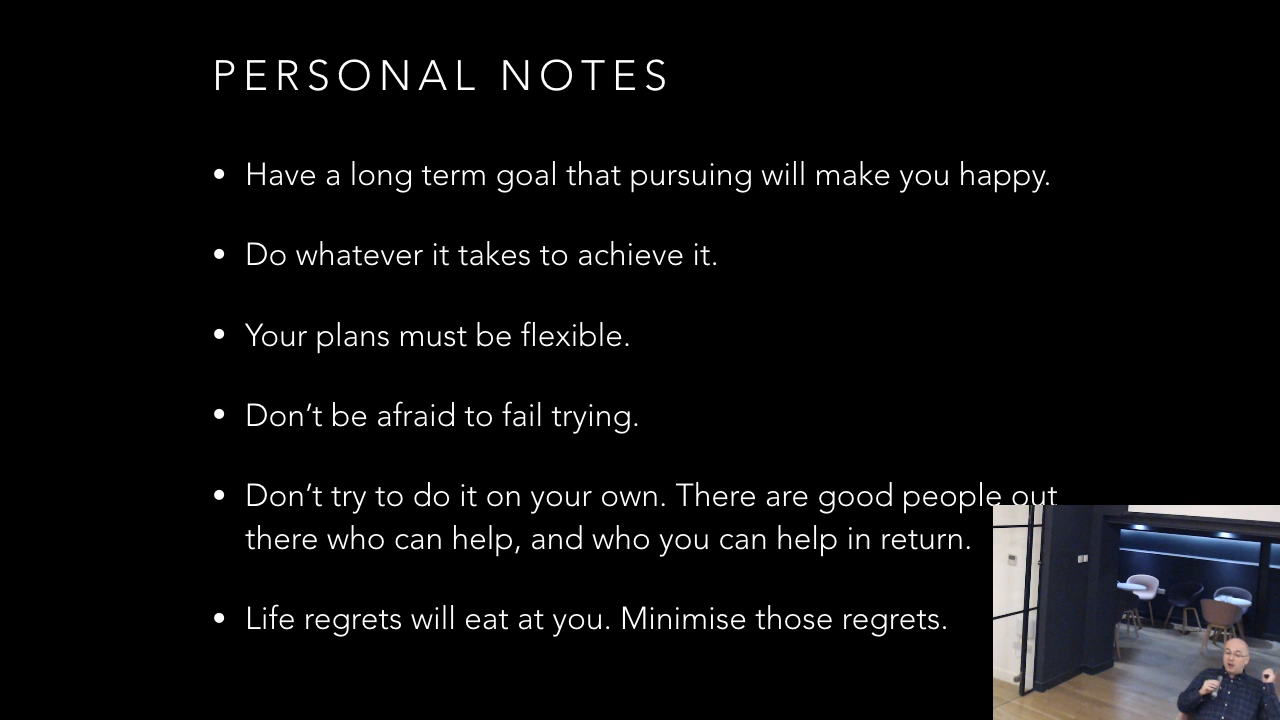 PERSONAL NOTES
• Have a long term goal that pursuing will make you happy.
• Do whatever it takes to achieve it.
• Your plans must be flexible.
• Don’t be afraid to fail trying.
• Don’t try to do it on your own. There are good people out
there who can help, and who you can help in return.
• Life regrets will eat at you. Minimise those regrets.